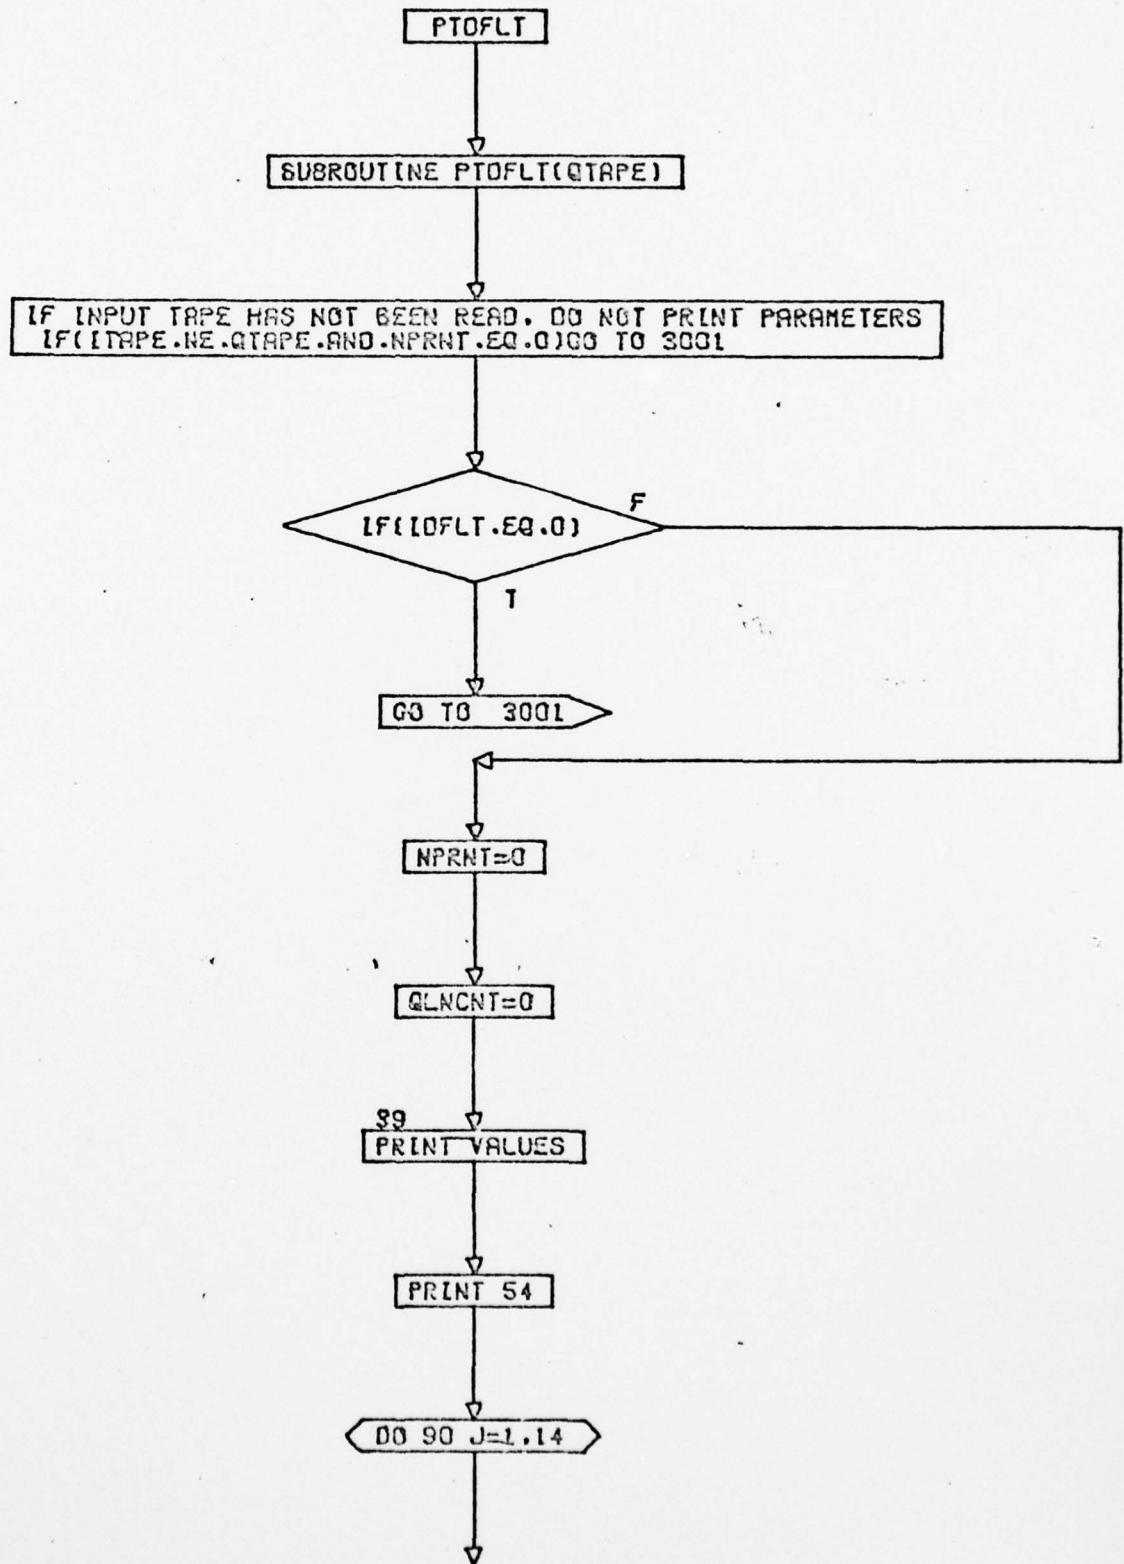 PTOFLT
SUBROUTINE PTOFLT(QTAPE)
IF INPUT TAPE HAS NOT BEEN READ, DO NOT PRINT PARAMETERS
IF(ITAPE.NE.QTAPE.AND.NPRNT.EQ.0)GO TO 3001
IF(IOFLT.EQ.0)
F
T
GO TO 3001
NPRNT=0
QLNCNT=0
39
PRINT VALUES
PRINT 54
DO 90 J=1,14